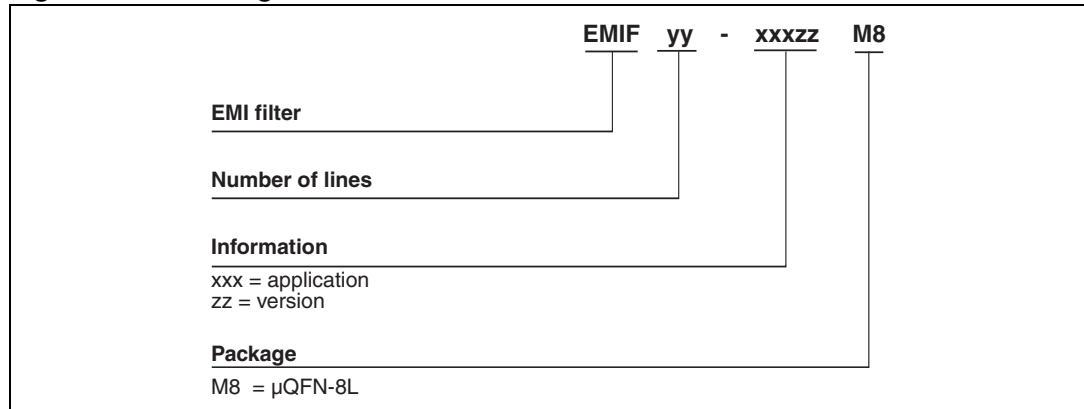 EMIF yy - xxxzz M8
EMI filter
Number of lines
Information
xxx = application
zz = version
Package
M8 = µQFN-8L